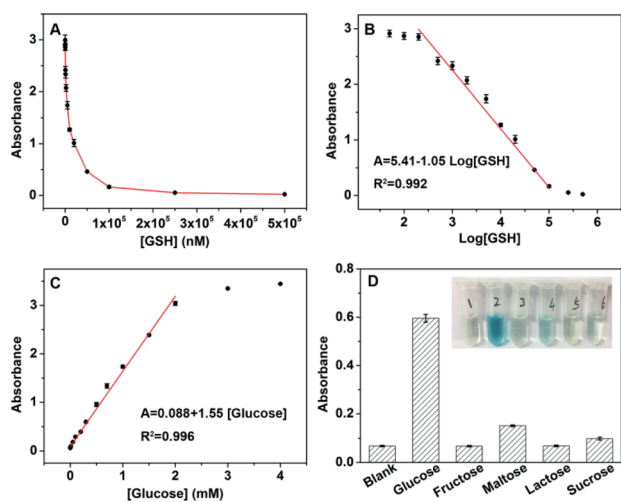 A
Absorbance
3
2
1
0
0 1x10⁵ 2x10⁵ 3x10⁵ 4x10⁵ 5x10⁵
[GSH] (nM)
B
Absorbance
3
2
1
0
A=5.41-1.05 Log[GSH]
R²=0.992
2 3 4 5 6
Log[GSH]
C
Absorbance
3
2
1
0
A=0.088+1.55 [Glucose]
R²=0.996
0 1 2 3 4
[Glucose] (mM)
D
Absorbance
0.8
0.6
0.4
0.2
0.0
1 2 3 4 5 6
Blank Glucose Fructose Maltose Lactose Sucrose